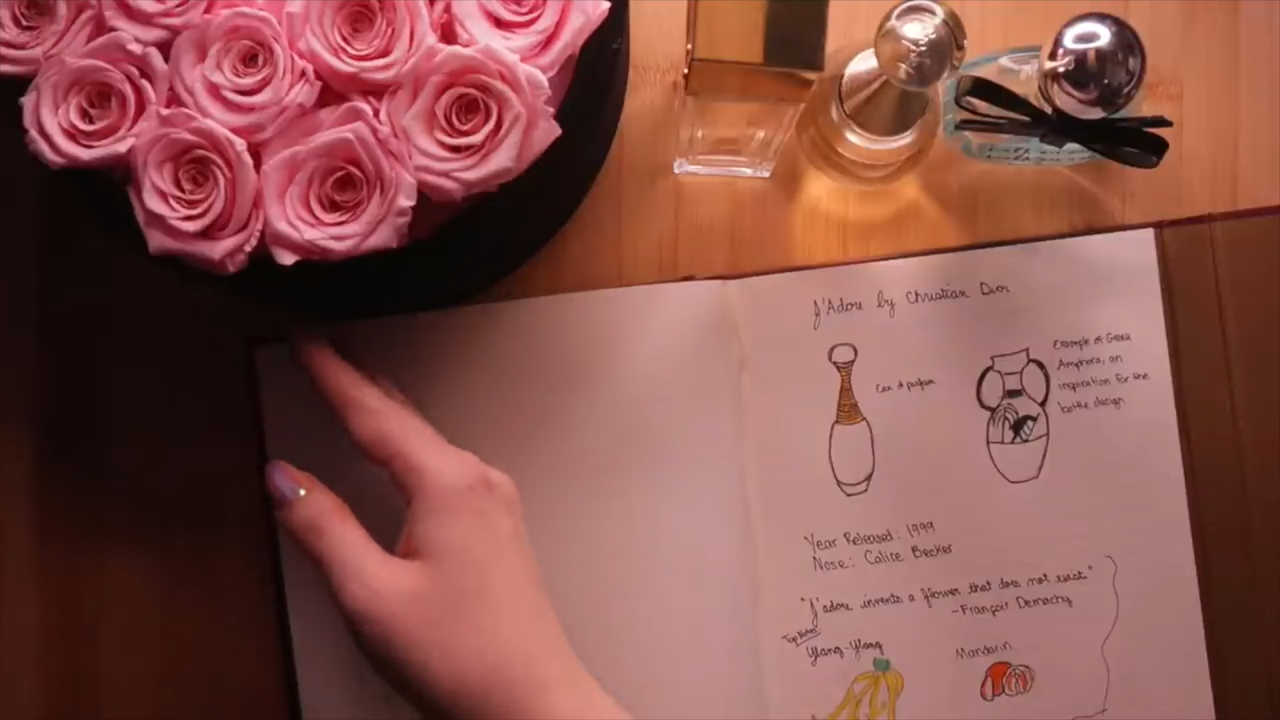 J'Adore by Christian Dior
Eau d parfum
Example of Greek
Amphora, an
inspiration for the
bottle design
Year Released: 1999
Nose: Calice Becker
"J'adore invents a flower that does not exist"
-François Demachy
Top Notes
Ylang-Ylang
Mandarin